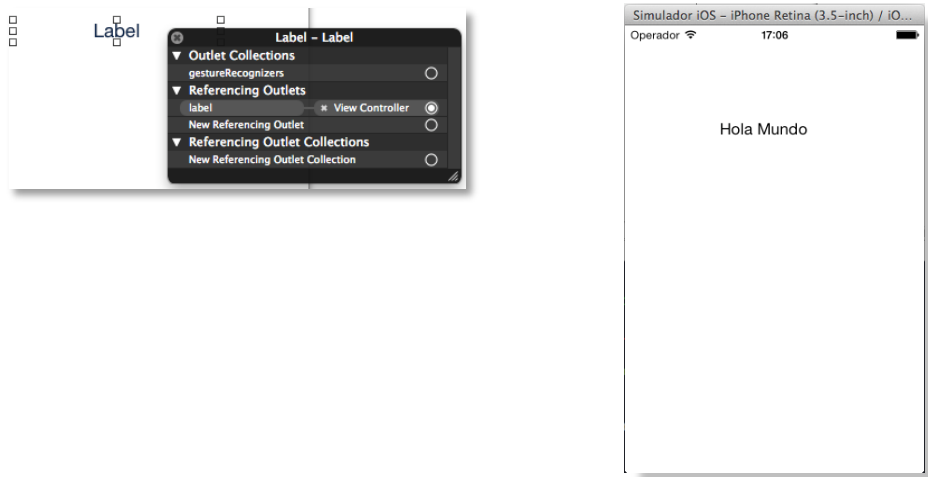 Label
Label – Label
Outlet Collections
gestureRecognizers
Referencing Outlets
label
View Controller
New Referencing Outlet
Referencing Outlet Collections
New Referencing Outlet Collection
Simulador iOS – iPhone Retina (3.5-inch) / iO...
Operador
17:06
Hola Mundo